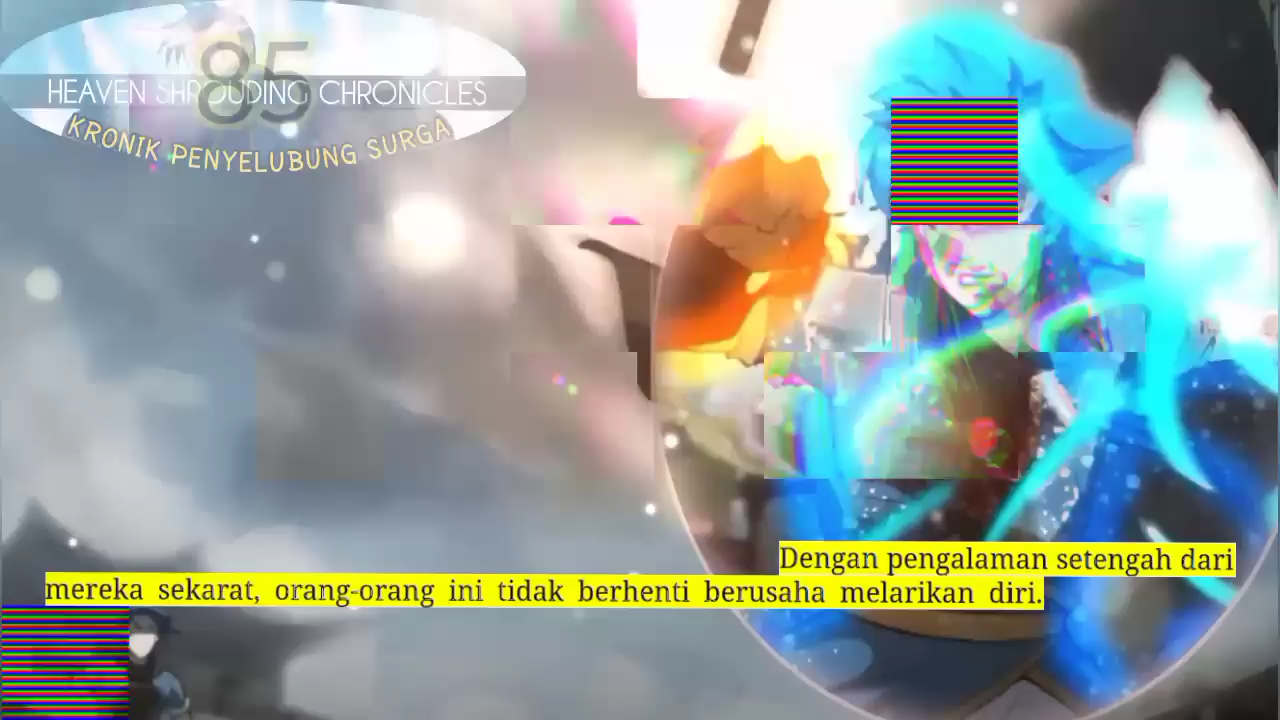 85
HEAVEN SHROUDING CHRONICLES
KRONIK PENYELUBUNG SURGA
Dengan pengalaman setengah dari
mereka sekarat, orang-orang ini tidak berhenti berusaha melarikan diri.